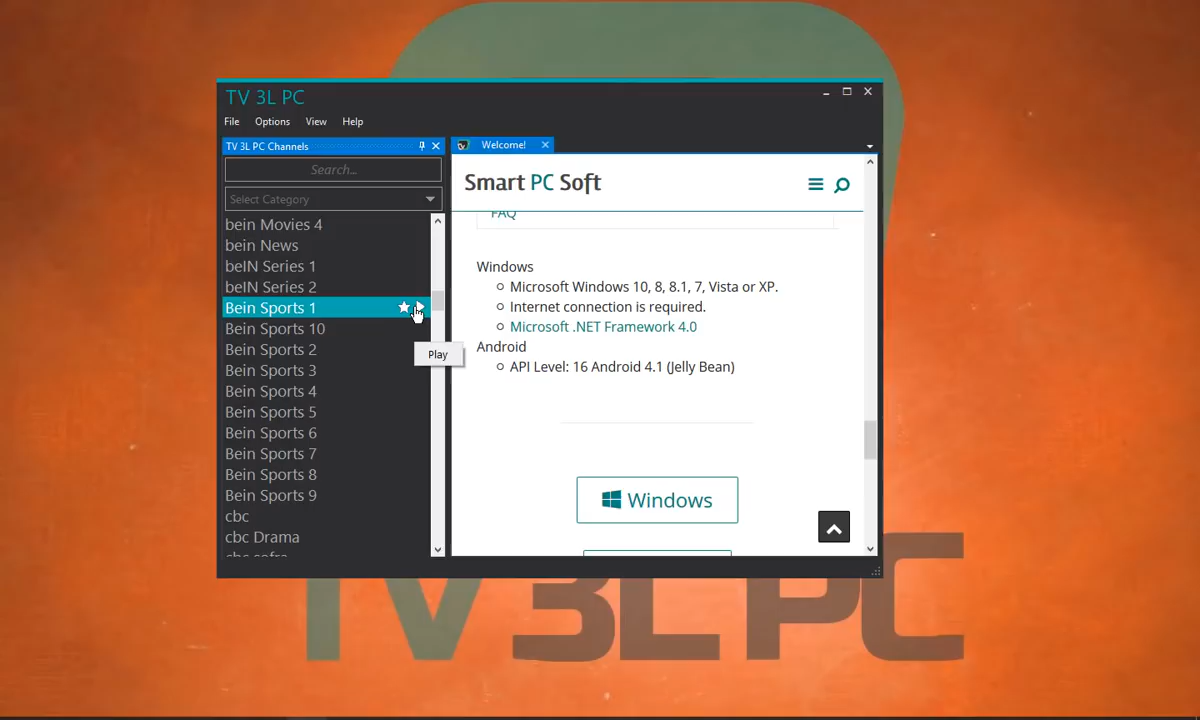 TV 3L PC
File Options View Help
TV 3L PC Channels
Search...
Select Category
bein Movies 4
bein News
beIN Series 1
beIN Series 2
Bein Sports 1
Bein Sports 10
Bein Sports 2
Bein Sports 3
Bein Sports 4
Bein Sports 5
Bein Sports 6
Bein Sports 7
Bein Sports 8
Bein Sports 9
cbc
cbc Drama
cbc sofra
Play
Welcome!
Smart PC Soft
FAQ
Windows
Microsoft Windows 10, 8, 8.1, 7, Vista or XP.
Internet connection is required.
Microsoft .NET Framework 4.0
Android
API Level: 16 Android 4.1 (Jelly Bean)
Windows
TV 3L PC